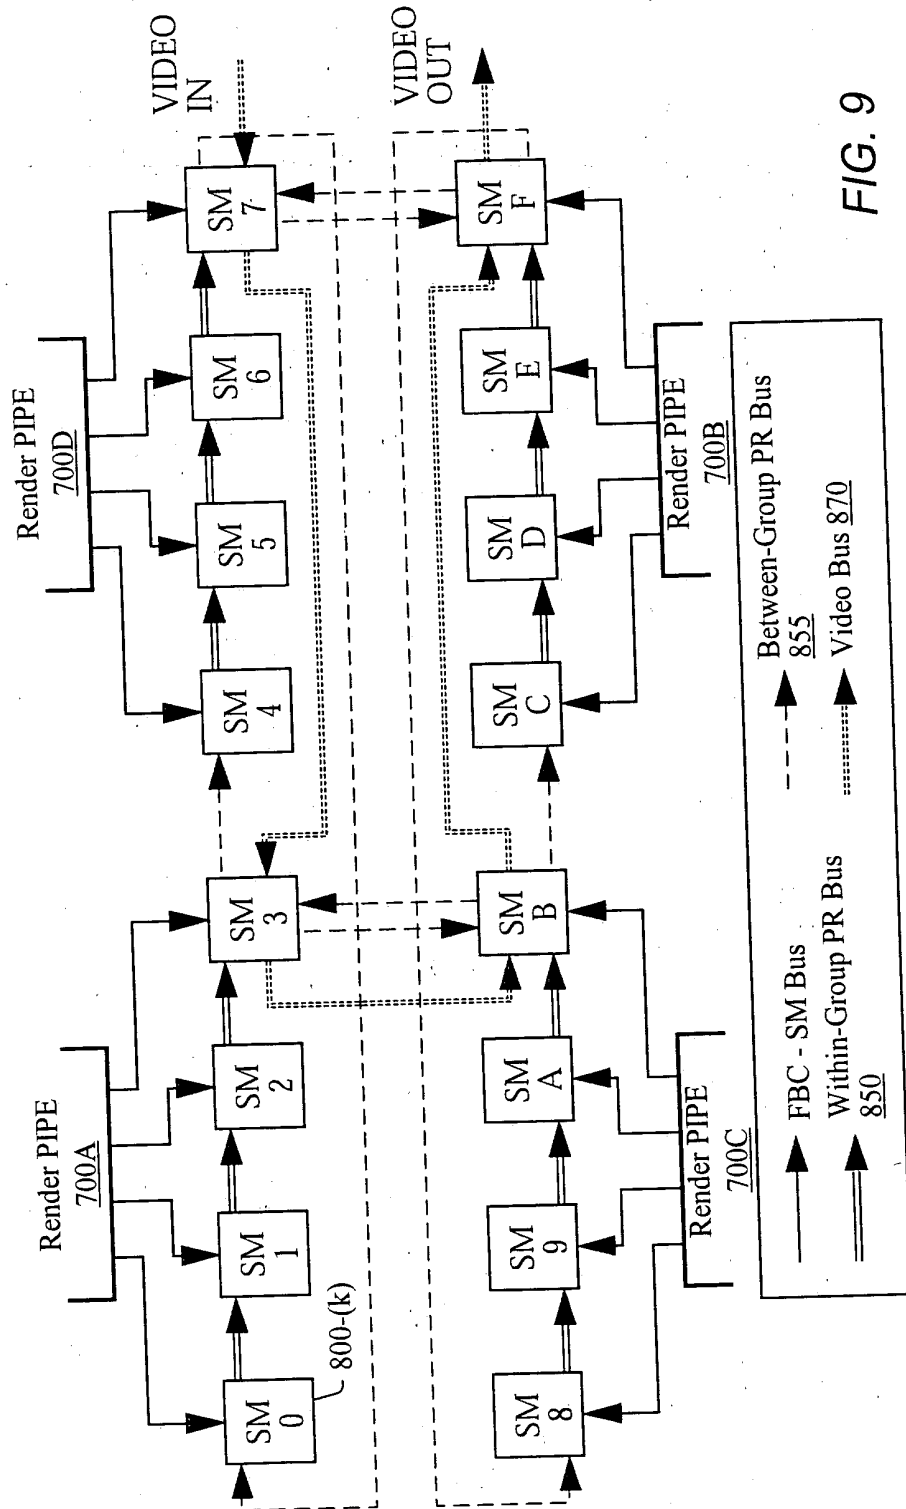 Render PIPE
700A
Render PIPE
700D
VIDEO
IN
SM
0
SM
1
SM
2
SM
3
SM
4
SM
5
SM
6
SM
7
800-(k)
VIDEO
OUT
SM
8
SM
9
SM
A
SM
B
SM
C
SM
D
SM
E
SM
F
Render PIPE
700C
Render PIPE
700B
FBC - SM Bus
Within-Group PR Bus
850
Between-Group PR Bus
855
Video Bus 870
FIG. 9